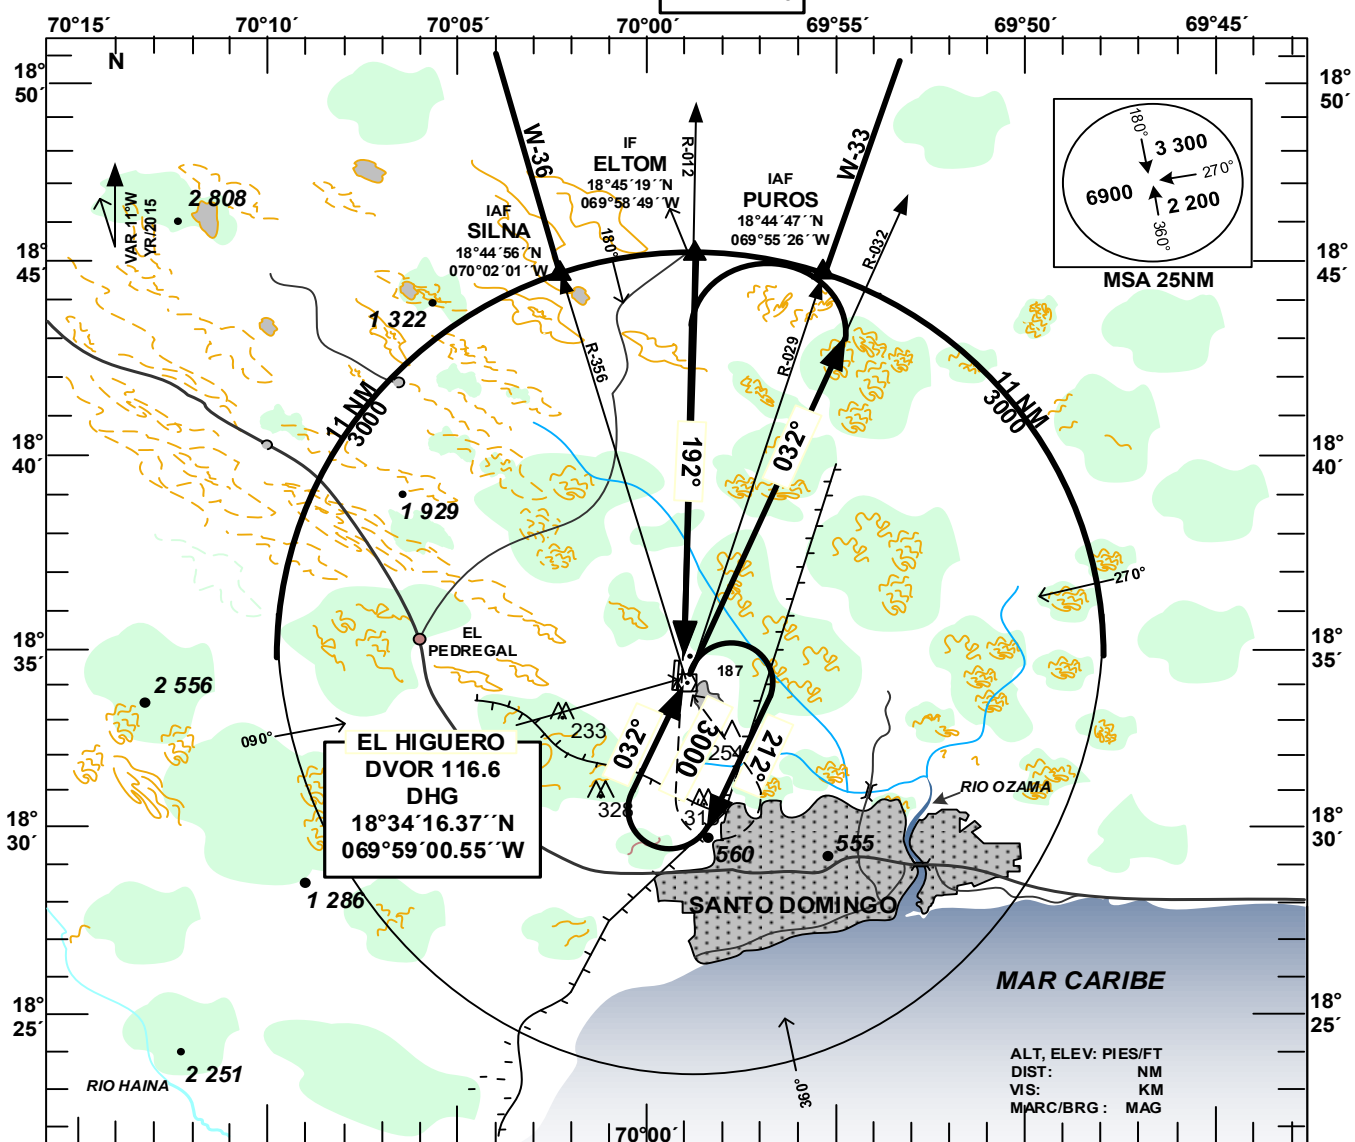 70°15´ 70°10´ 70°05´ 70°00´ 69°55´ 69°50´ 69°45´
N
18°
50´
18°
50´
VAR 11°W
YR/2015
2 808
W-36
IF
ELTOM
18°45´19´´N
069°58´49´´W
R-012
IAF
PUROS
18°44´47´´N
069°55´26´´W
W-33
R-032
IAF
SILNA
18°44´56´´N
070°02´01´´W
180°
180°
3 300
270°
6900
2 200
360°
MSA 25NM
18°
45´
18°
45´
1 322
R-356
R-029
11 NM
3000
11 NM
3000
192°
032°
18°
40´
18°
40´
1 929
270°
18°
35´
18°
35´
EL
PEDREGAL
187
2 556
233
090°
032°
3000
254
212°
EL HIGUERO
DVOR 116.6
DHG
18°34´16.37´´N
069°59´00.55´´W
328
RIO OZAMA
18°
30´
18°
30´
560
555
1 286
SANTO DOMINGO
MAR CARIBE
18°
25´
18°
25´
2 251
RIO HAINA
360°
ALT, ELEV: PIES/FT
DIST: NM
VIS: KM
MARC/BRG : MAG
70°00´